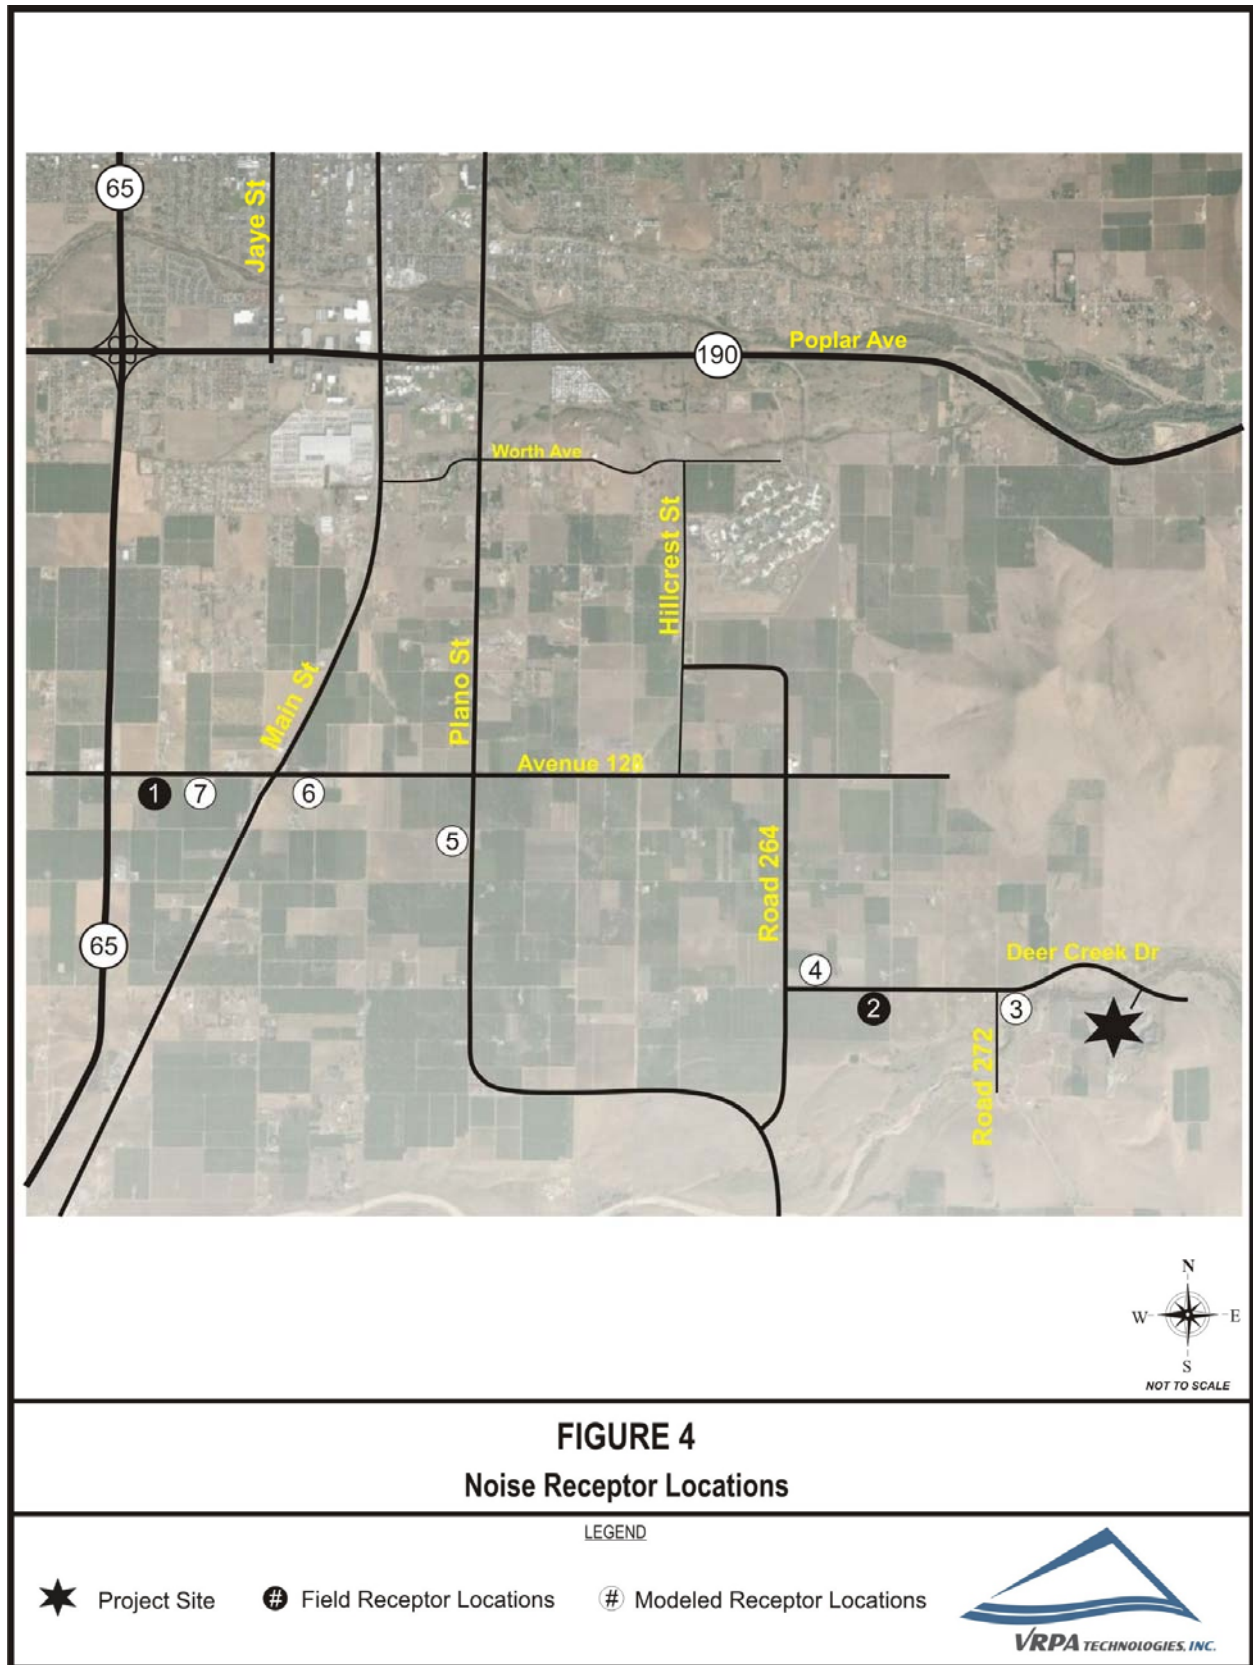 65
Jaye St
190
Poplar Ave
Worth Ave
Hillcrest St
Plano St
Main St
Avenue 128
1
7
6
5
Road 264
65
4
Deer Creek Dr
2
3
Road 272
N
W
E
S
NOT TO SCALE
FIGURE 4
Noise Receptor Locations
LEGEND
Project Site
# Field Receptor Locations
# Modeled Receptor Locations
VRPA TECHNOLOGIES, INC.